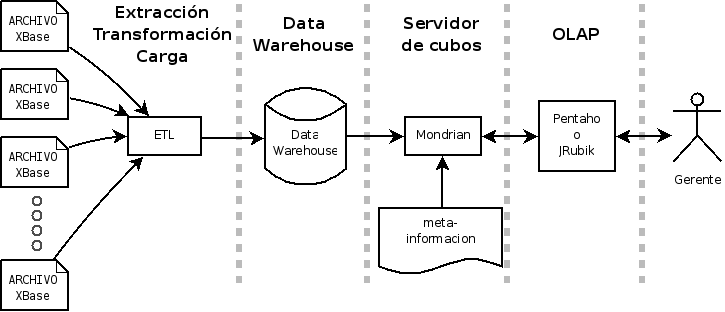 Extracción
Transformación
Carga
Data
Warehouse
Servidor
de cubos
OLAP
ARCHIVO
XBase
ARCHIVO
XBase
ARCHIVO
XBase
ARCHIVO
XBase
ETL
Data
Warehouse
Mondrian
meta-
informacion
Pentaho
o
JRubik
Gerente